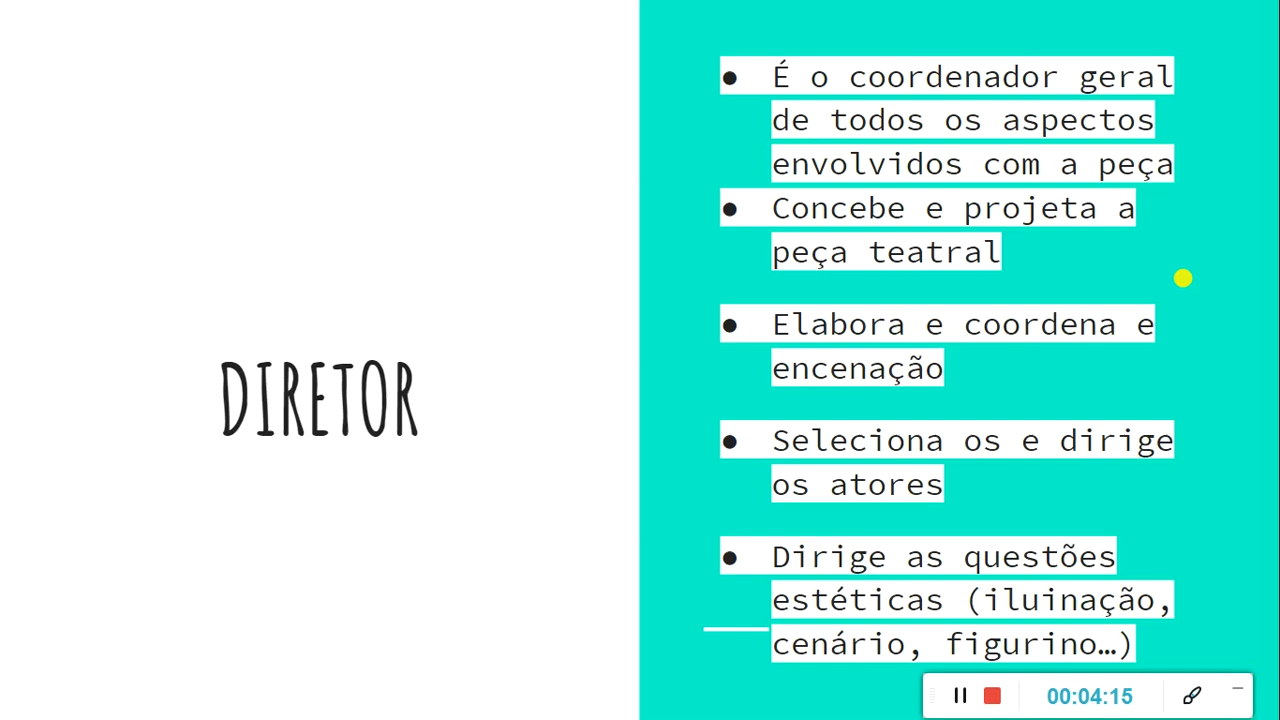 DIRETOR
● É o coordenador geral
de todos os aspectos
envolvidos com a peça
● Concebe e projeta a
peça teatral
● Elabora e coordena e
encenação
● Seleciona os e dirige
os atores
● Dirige as questões
estéticas (iluinação,
cenário, figurino…)
00:04:15